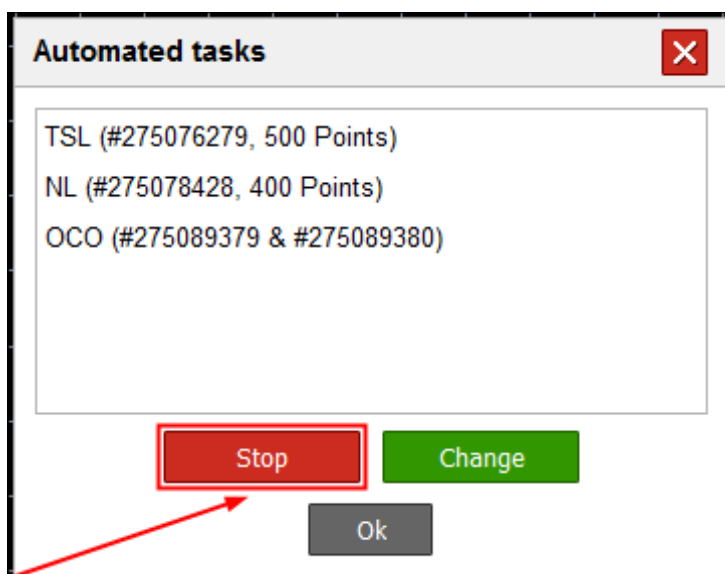 Automated tasks
TSL (#275076279, 500 Points)
NL (#275078428, 400 Points)
OCO (#275089379 & #275089380)
Stop
Change
Ok